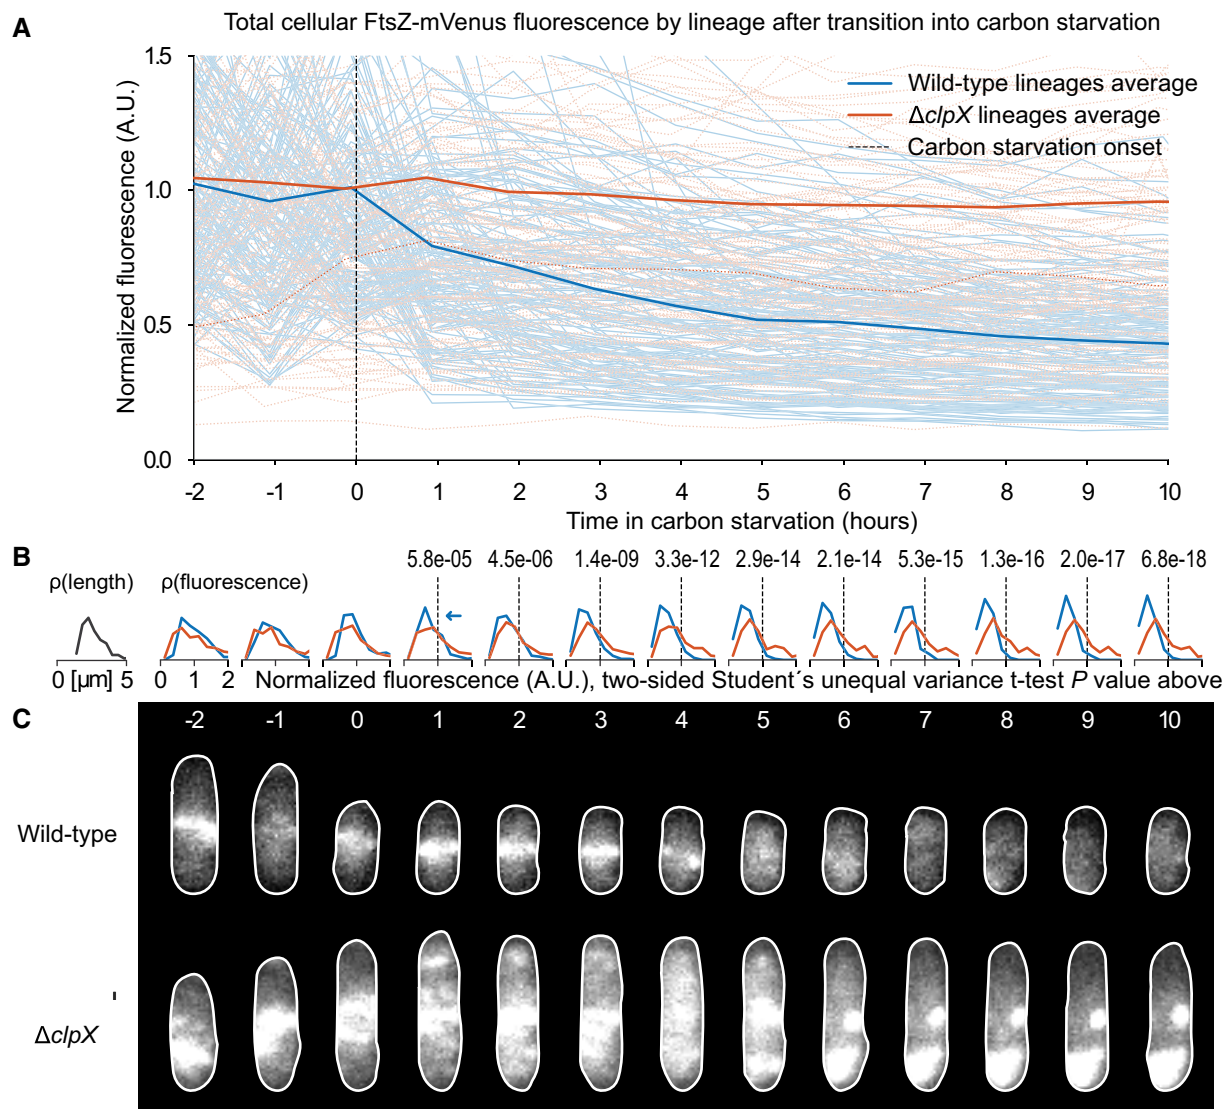 A
Total cellular FtsZ-mVenus fluorescence by lineage after transition into carbon starvation
Normalized fluorescence (A.U.)
1.5
1.0
0.5
0.0
Wild-type lineages average
ΔclpX lineages average
Carbon starvation onset
-2 -1 0 1 2 3 4 5 6 7 8 9 10
Time in carbon starvation (hours)
B
5.8e-05 4.5e-06 1.4e-09 3.3e-12 2.9e-14 2.1e-14 5.3e-15 1.3e-16 2.0e-17 6.8e-18
ρ(length) ρ(fluorescence)
0 [µm] 5 0 1 2 Normalized fluorescence (A.U.), two-sided Student´s unequal variance t-test P value above
C
-2 -1 0 1 2 3 4 5 6 7 8 9 10
Wild-type
ΔclpX